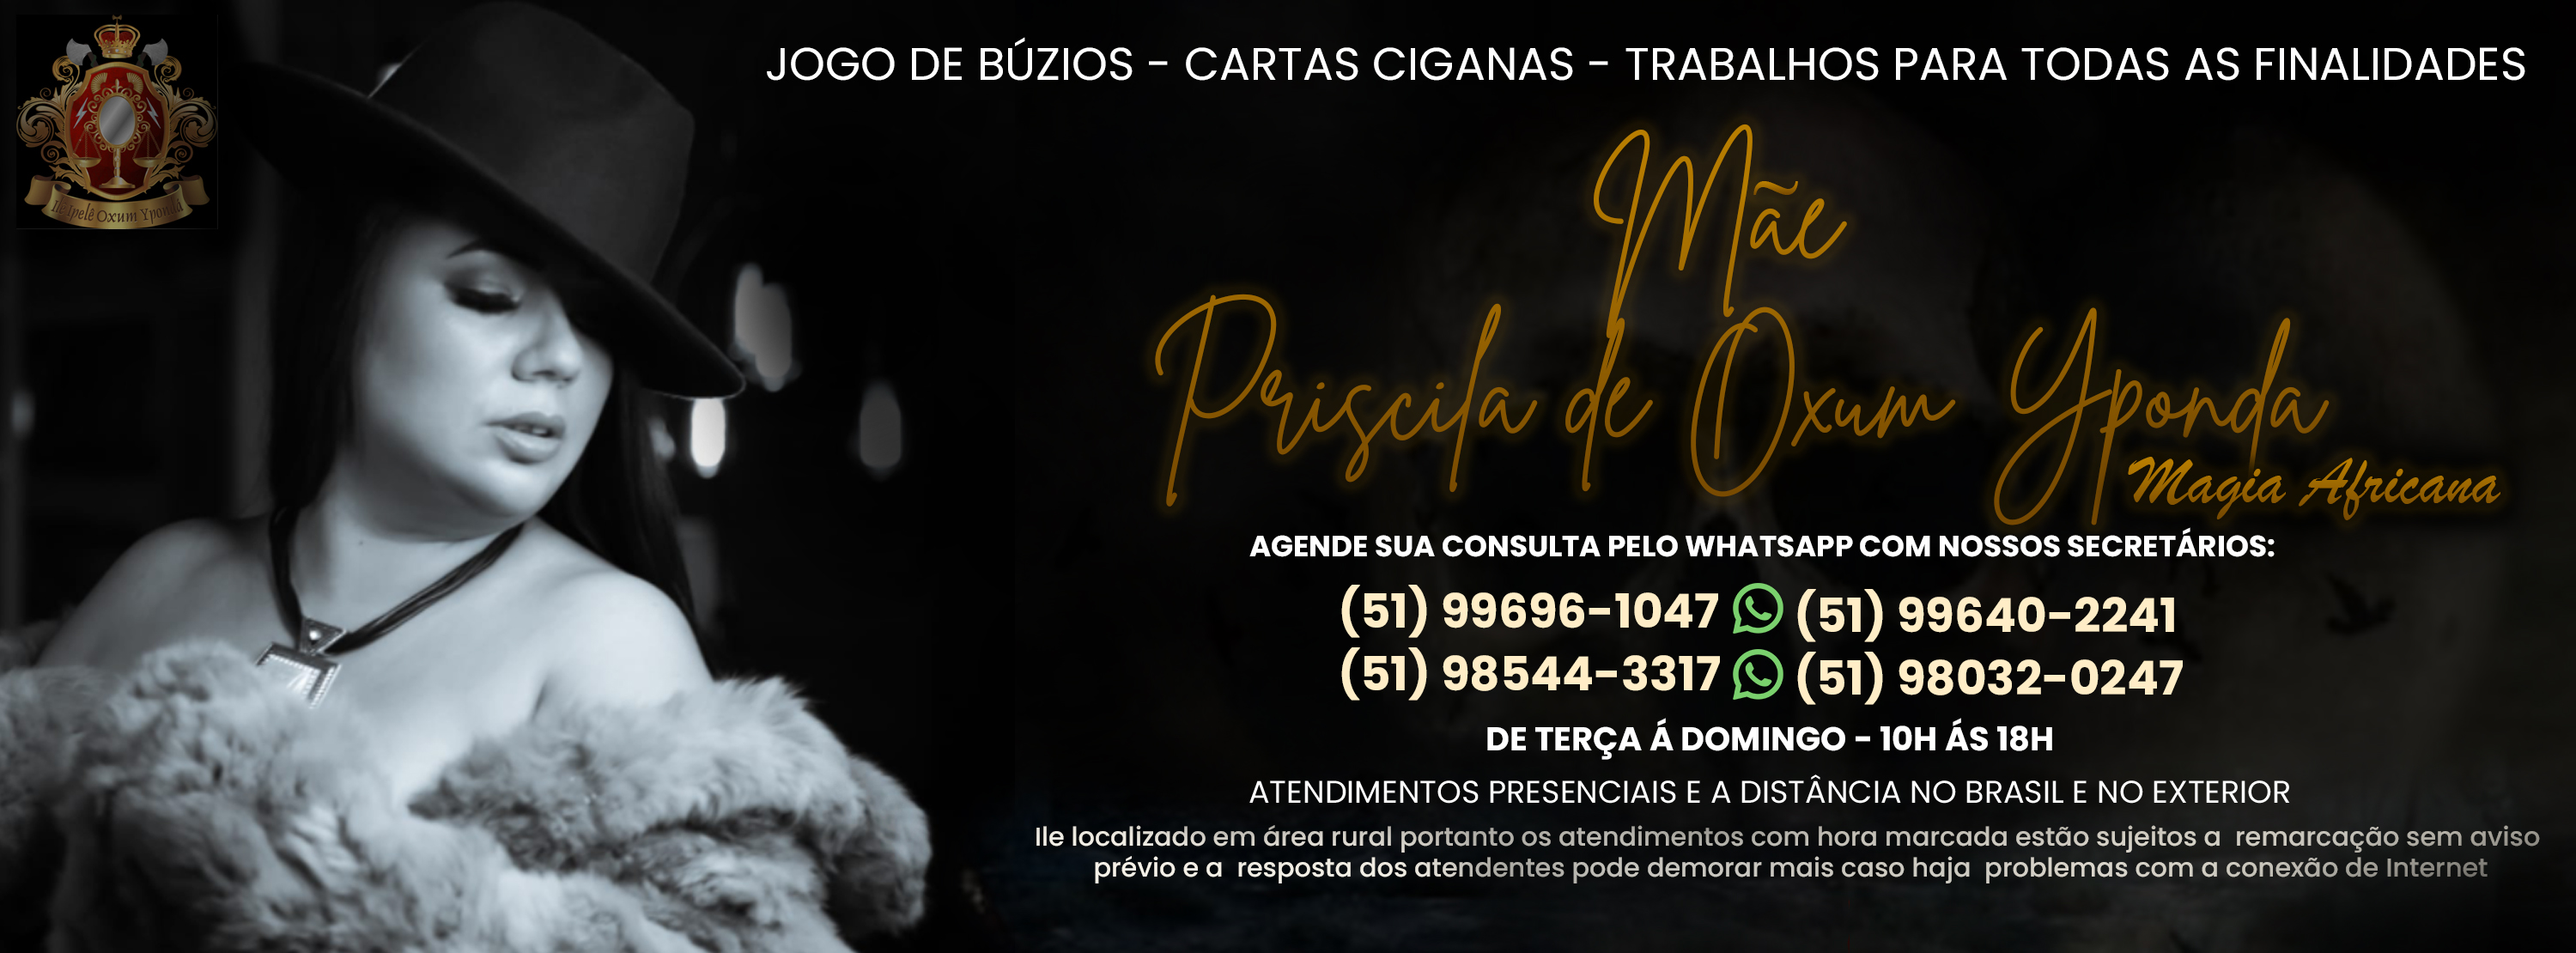 JOGO DE BÚZIOS - CARTAS CIGANAS - TRABALHOS PARA TODAS AS FINALIDADES
Ile Ipelê Oxum Ypondá
Mãe
Priscila de Oxum Yponda
Magia Africana
AGENDE SUA CONSULTA PELO WHATSAPP COM NOSSOS SECRETÁRIOS:
(51) 99696-1047 (51) 99640-2241
(51) 98544-3317 (51) 98032-0247
DE TERÇA Á DOMINGO - 10H ÁS 18H
ATENDIMENTOS PRESENCIAIS E A DISTÂNCIA NO BRASIL E NO EXTERIOR
Ile localizado em área rural portanto os atendimentos com hora marcada estão sujeitos a remarcação sem aviso
prévio e a resposta dos atendentes pode demorar mais caso haja problemas com a conexão de Internet